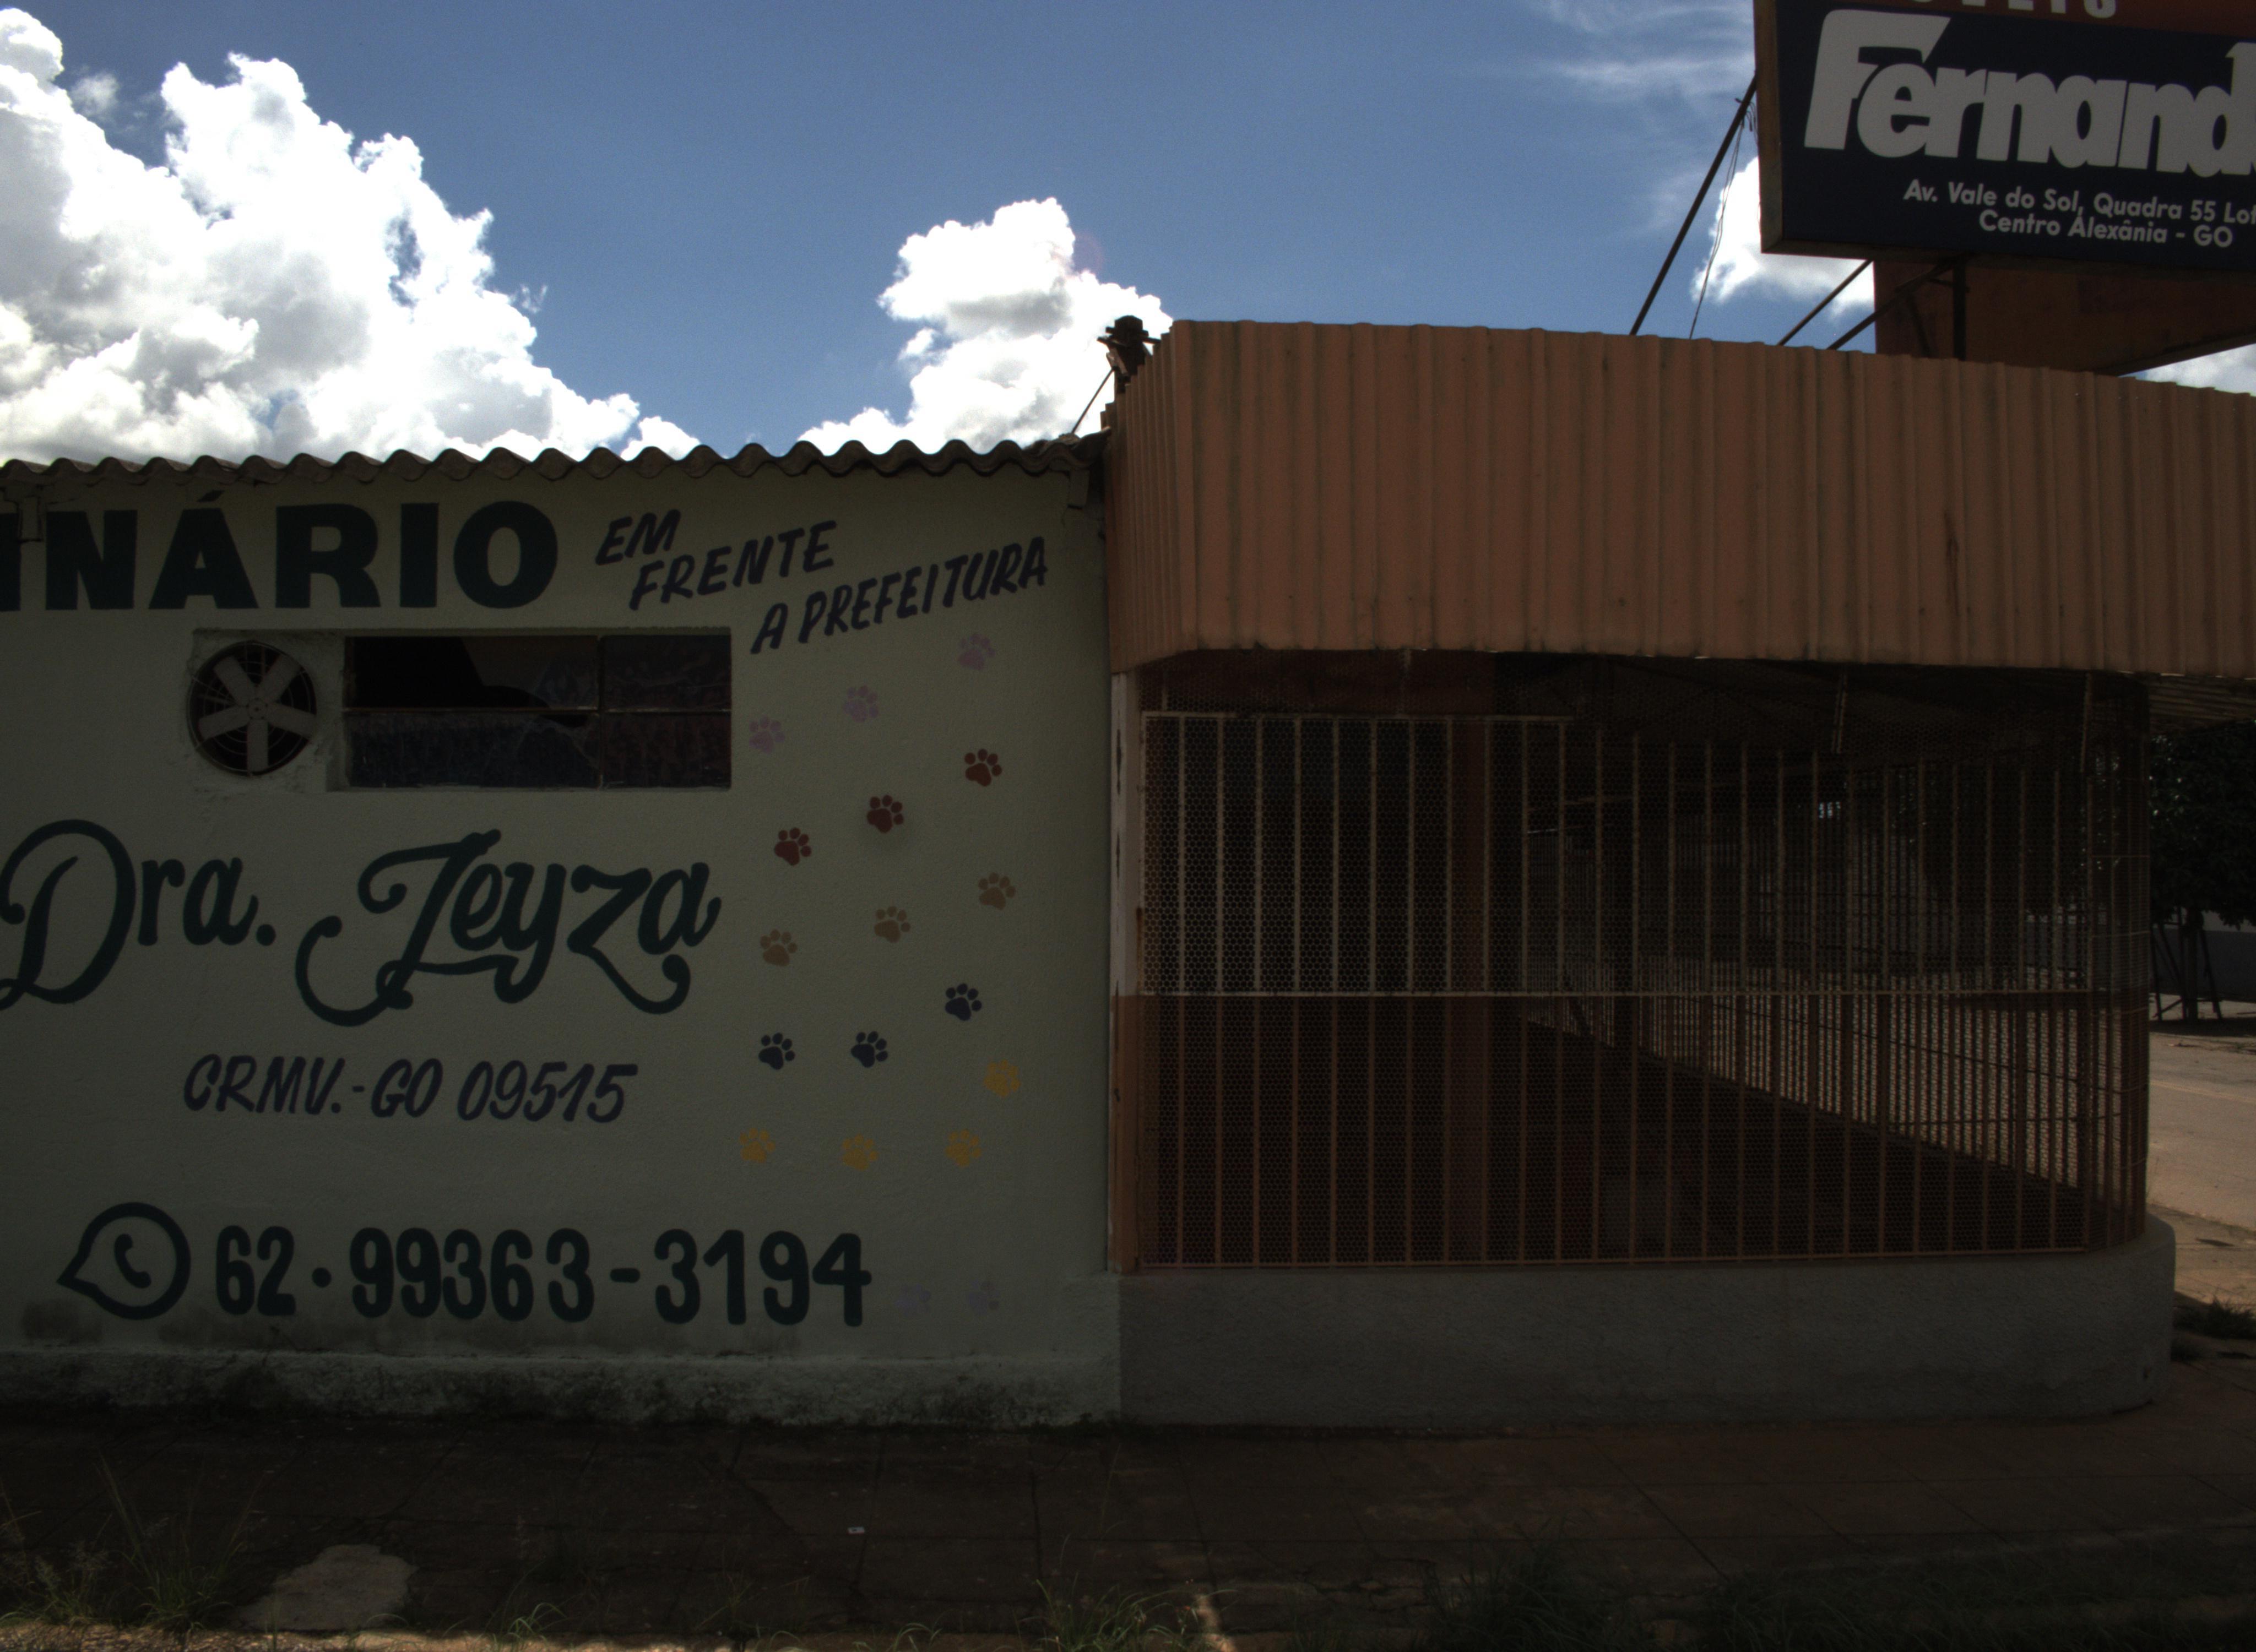 INÁRIO
EM
FRENTE
A PREFEITURA
Dra. Leyza
CRMV.-GO 09515
62·99363-3194
Fernand
Av. Vale do Sol, Quadra 55 Lot
Centro Alexânia - GO